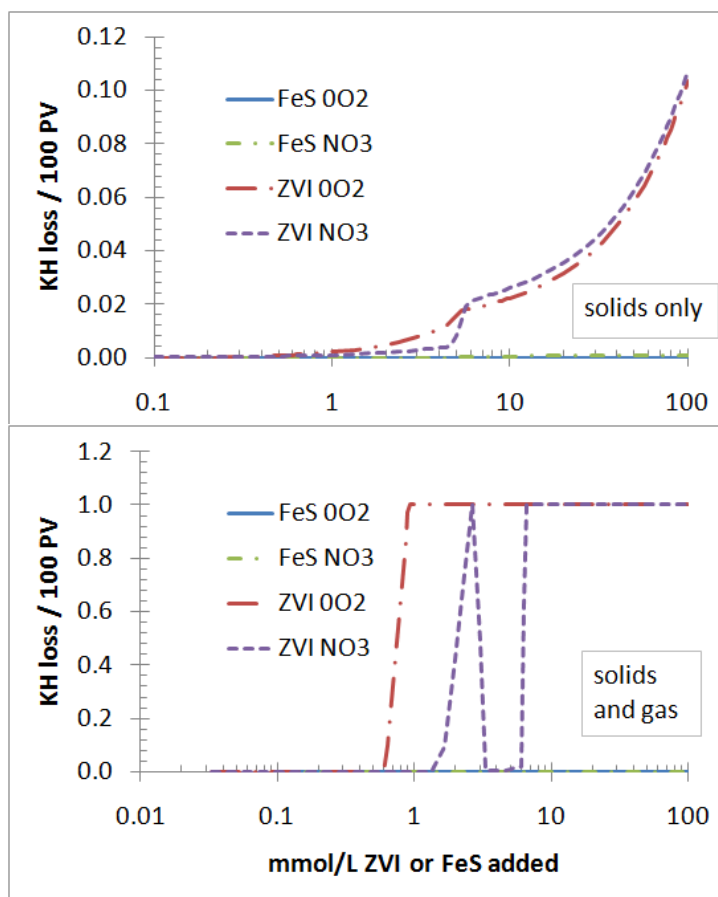 0.12
0.10
0.08
0.06
0.04
0.02
0.00
KH loss / 100 PV
FeS 0O2
FeS NO3
ZVI 0O2
ZVI NO3
solids only
0.1 1 10 100
1.2
1.0
0.8
0.6
0.4
0.2
0.0
KH loss / 100 PV
FeS 0O2
FeS NO3
ZVI 0O2
ZVI NO3
solids
and gas
0.01 0.1 1 10 100
mmol/L ZVI or FeS added